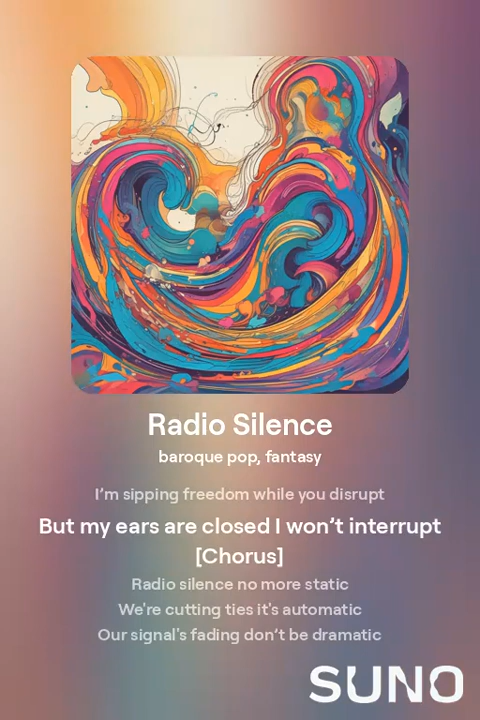 Radio Silence
baroque pop, fantasy
I’m sipping freedom while you disrupt
But my ears are closed I won’t interrupt
[Chorus]
Radio silence no more static
We're cutting ties it's automatic
Our signal's fading don’t be dramatic
SUNO